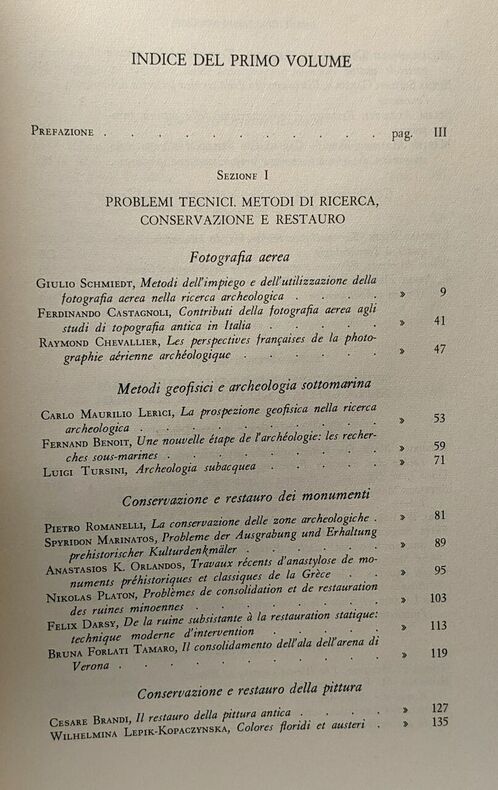 INDICE DEL PRIMO VOLUME
PREFAZIONE . . . . . . . . . . pag. III
SEZIONE I
PROBLEMI TECNICI. METODI DI RICERCA,
CONSERVAZIONE E RESTAURO
Fotografia aerea
GIULIO SCHMIEDT, Metodi dell'impiego e dell'utilizzazione della
fotografia aerea nella ricerca archeologica . . . . » 9
FERDINANDO CASTAGNOLI, Contributi della fotografia aerea agli
studi di topografia antica in Italia . . . . . » 41
RAYMOND CHEVALLIER, Les perspectives françaises de la photo-
graphie aérienne archéologique . . . . . . » 47
Metodi geofisici e archeologia sottomarina
CARLO MAURILIO LERICI, La prospezione geofisica nella ricerca
archeologica . . . . . . . . . » 53
FERNAND BENOIT, Une nouvelle étape de l'archéologie: les recher-
ches sous-marines . . . . . . . . » 59
LUIGI TURSINI, Archeologia subacquea . . . . . » 71
Conservazione e restauro dei monumenti
PIETRO ROMANELLI, La conservazione delle zone archeologiche . » 81
SPYRIDON MARINATOS, Probleme der Ausgrabung und Erhaltung
prehistorischer Kulturdenkmäler . . . . . » 89
ANASTASIOS K. ORLANDOS, Travaux récents d'anastylose de mo-
numents préhistoriques et classiques de la Grèce . . » 95
NIKOLAS PLATON, Problèmes de consolidation et de restauration
des ruines minoennes . . . . . . . » 103
FELIX DARSY, De la ruine subsistante à la restauration statique:
technique moderne d'intervention . . . . . » 113
BRUNA FORLATI TAMARO, Il consolidamento dell'ala dell'arena di
Verona . . . . . . . . . . » 119
Conservazione e restauro della pittura
CESARE BRANDI, Il restauro della pittura antica . . . . » 127
WILHELMINA LEPIK-KOPACZYNSKA, Colores floridi et austeri . » 135